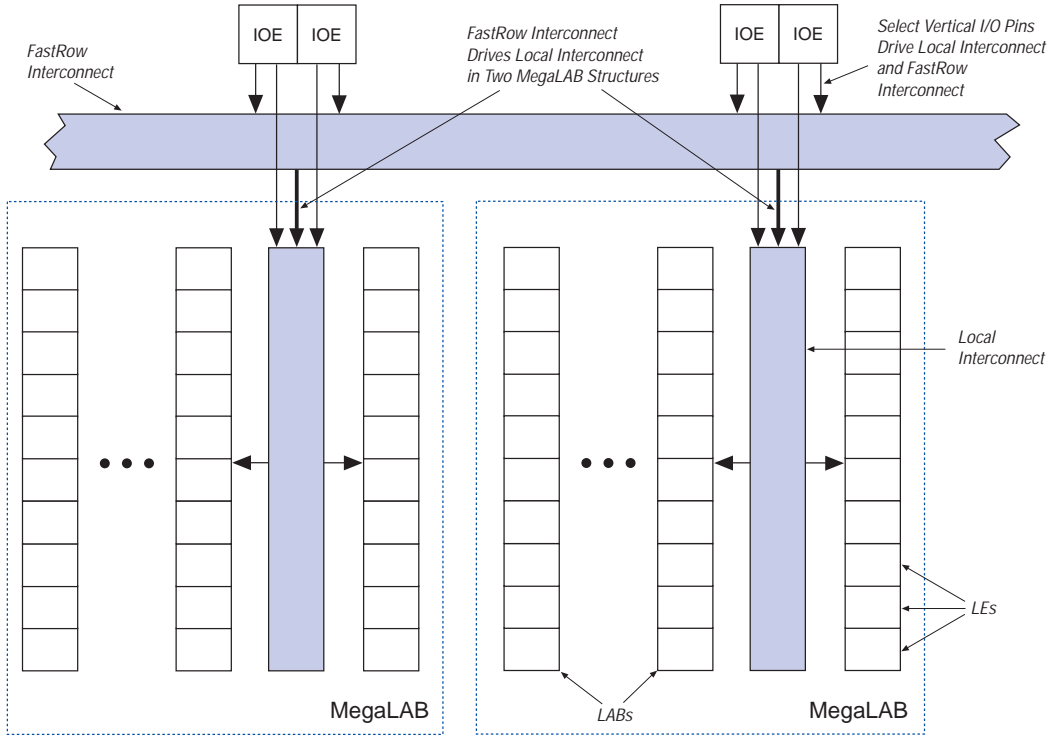 IOE IOE
FastRow
Interconnect
FastRow Interconnect
Drives Local Interconnect
in Two MegaLAB Structures
IOE IOE
Select Vertical I/O Pins
Drive Local Interconnect
and FastRow
Interconnect
Local
Interconnect
LEs
LABs
MegaLAB
MegaLAB